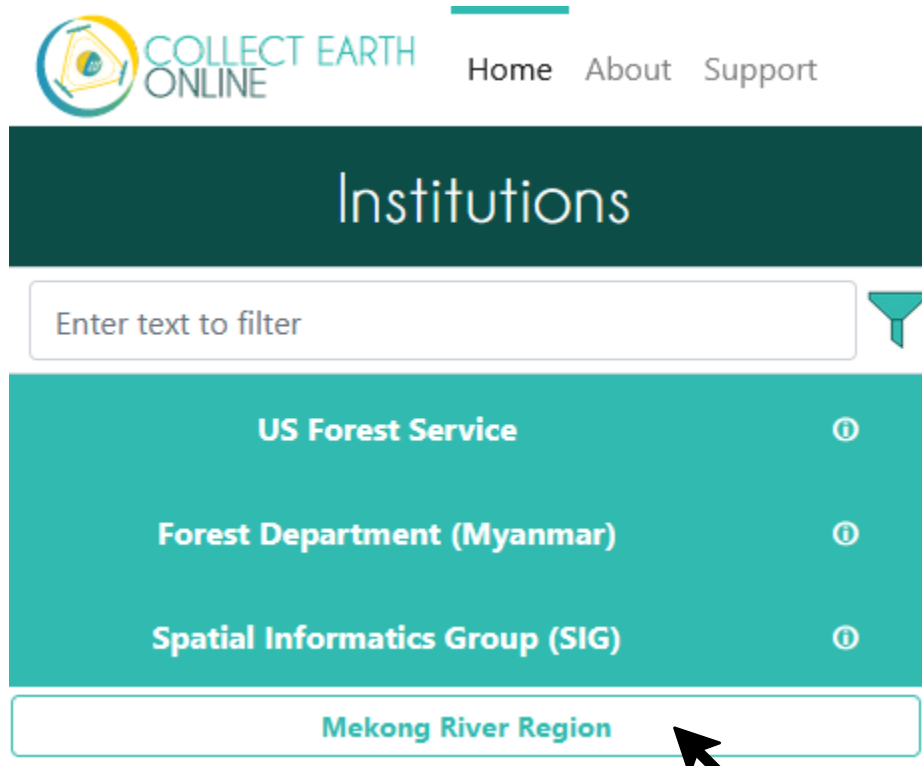 COLLECT EARTH
ONLINE
Home About Support
Institutions
Enter text to filter
US Forest Service
Forest Department (Myanmar)
Spatial Informatics Group (SIG)
Mekong River Region